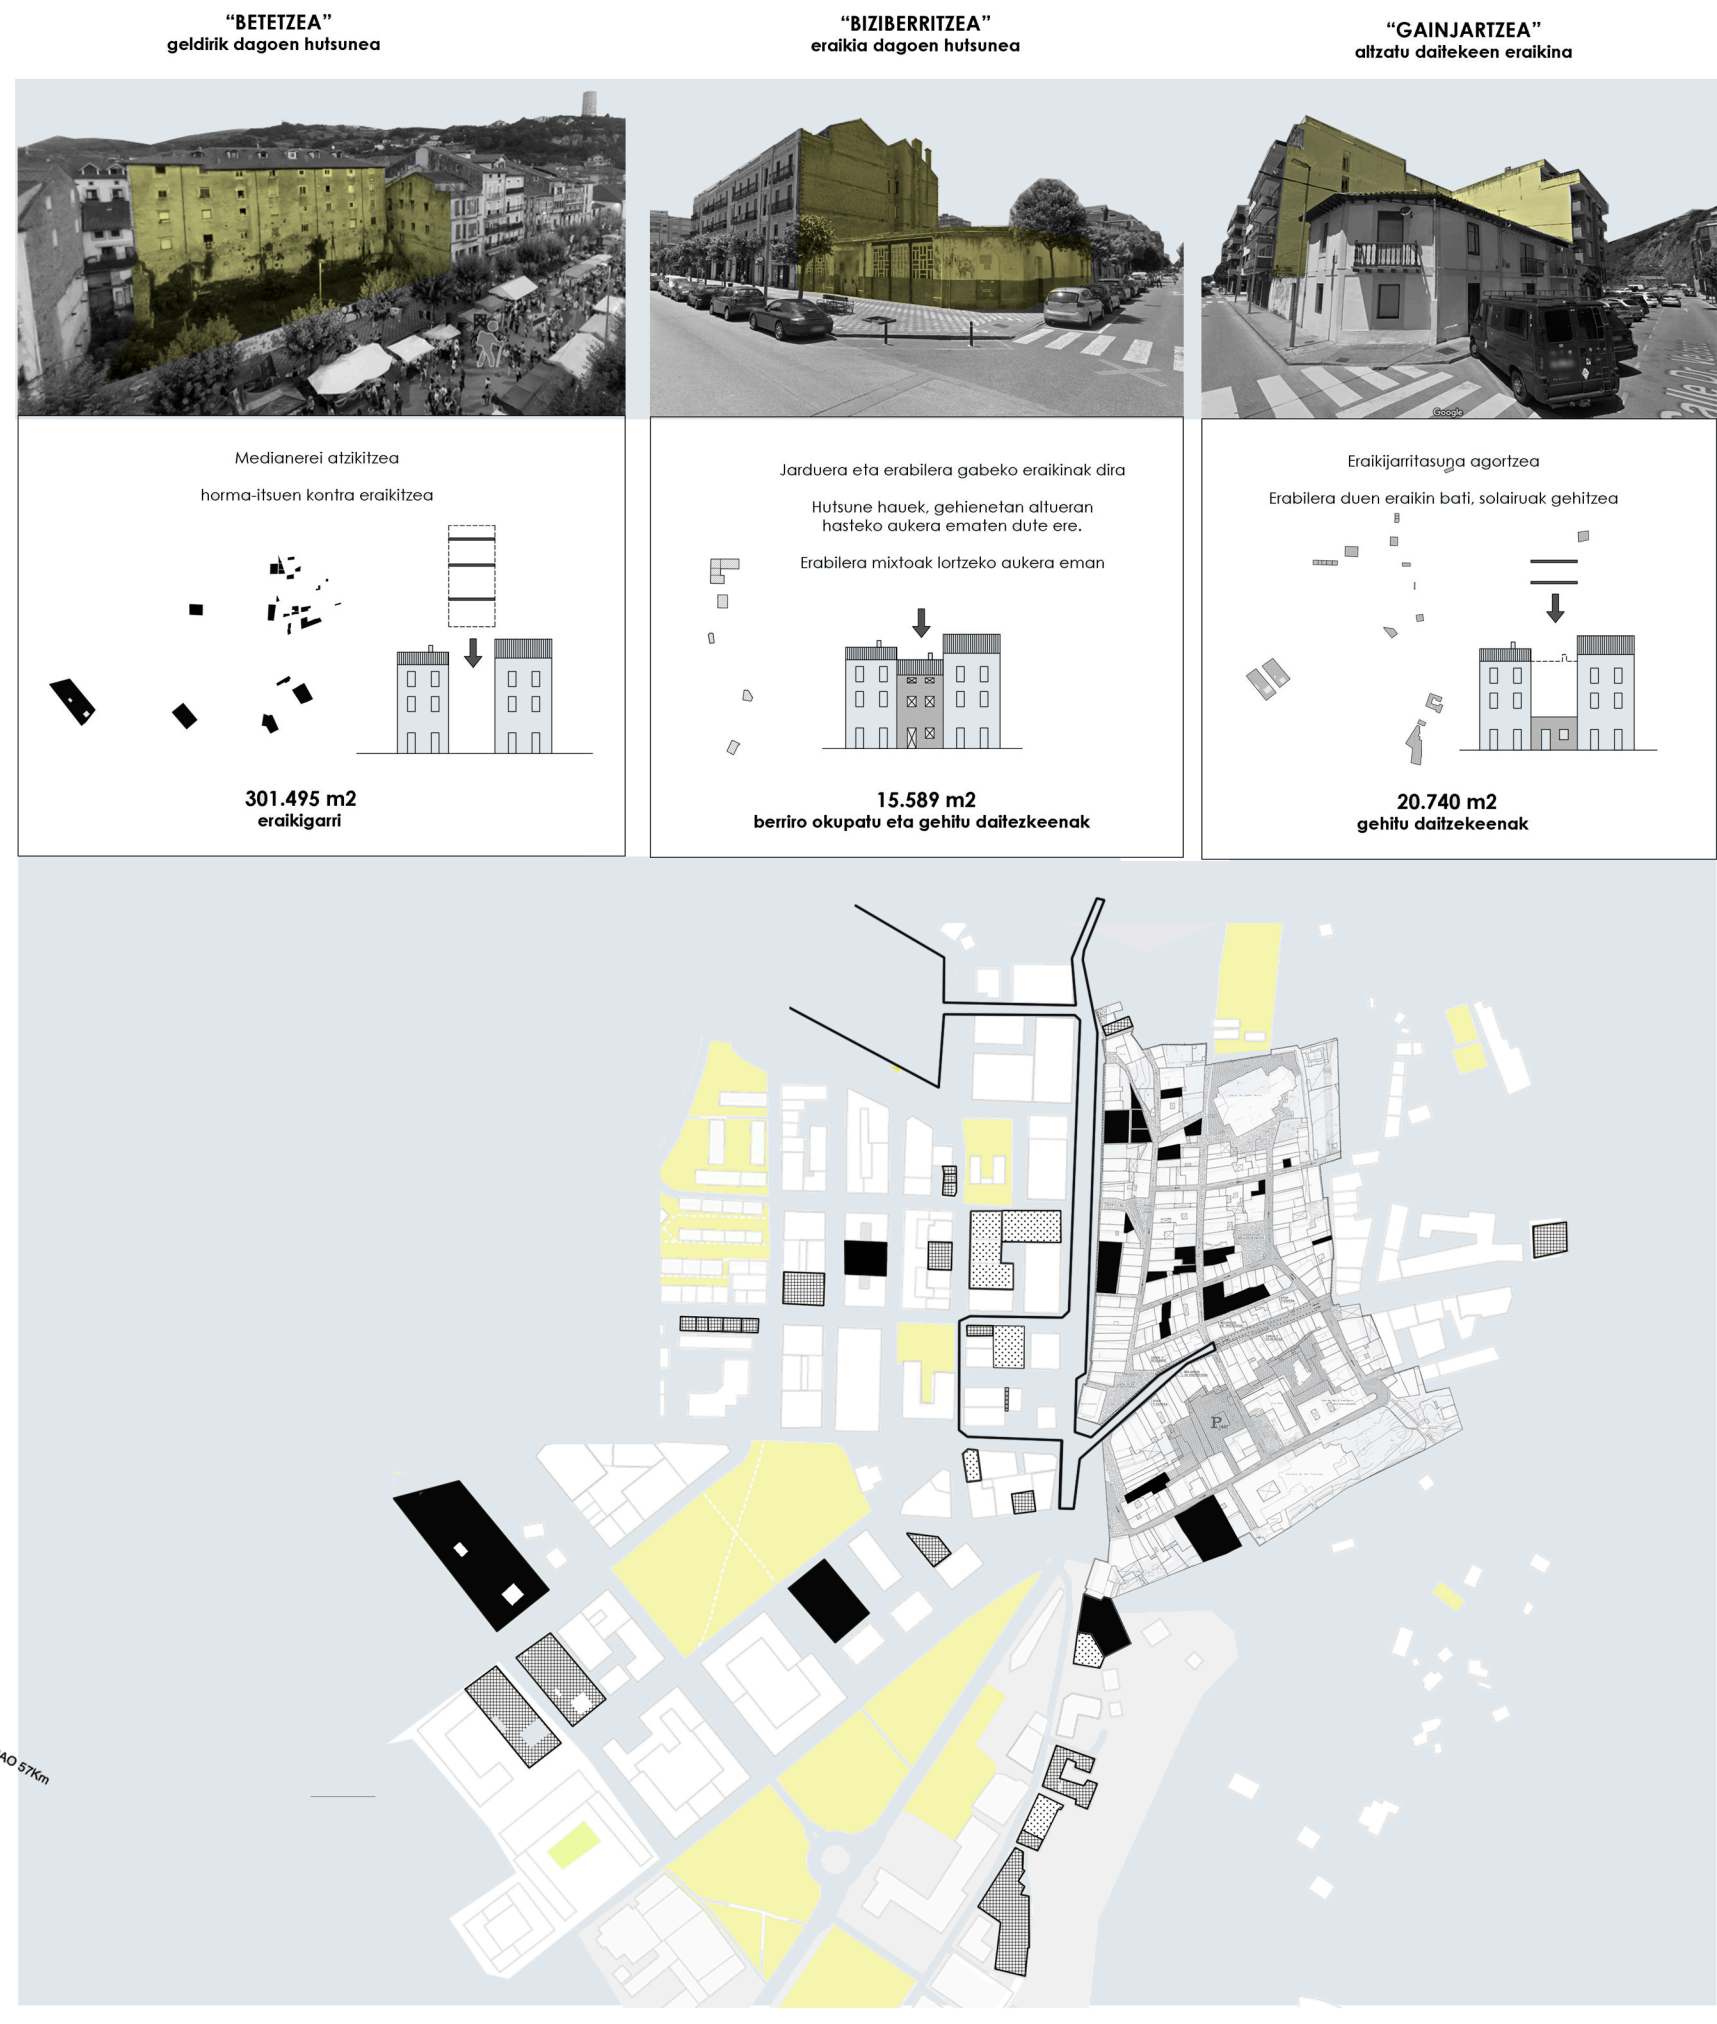 “BETETZEA”
geldirik dagoen hutsunea
“BIZIBERRITZEA”
eraikia dagoen hutsunea
“GAINJARTZEA”
altzatu daitekeen eraikina
Google
Medianerei atzikitzea
horma-itsuen kontra eraikitzea
301.495 m2
eraikigarri
Jarduera eta erabilera gabeko eraikinak dira
Hutsune hauek, gehienetan altueran
hasteko aukera ematen dute ere.
Erabilera mixtoak lortzeko aukera eman
15.589 m2
berriro okupatu eta gehitu daitezkeenak
Eraikijarritasuna agortzea
Erabilera duen eraikin bati, solairuak gehitzea
20.740 m2
gehitu daitzekeenak
P
AO 57Km